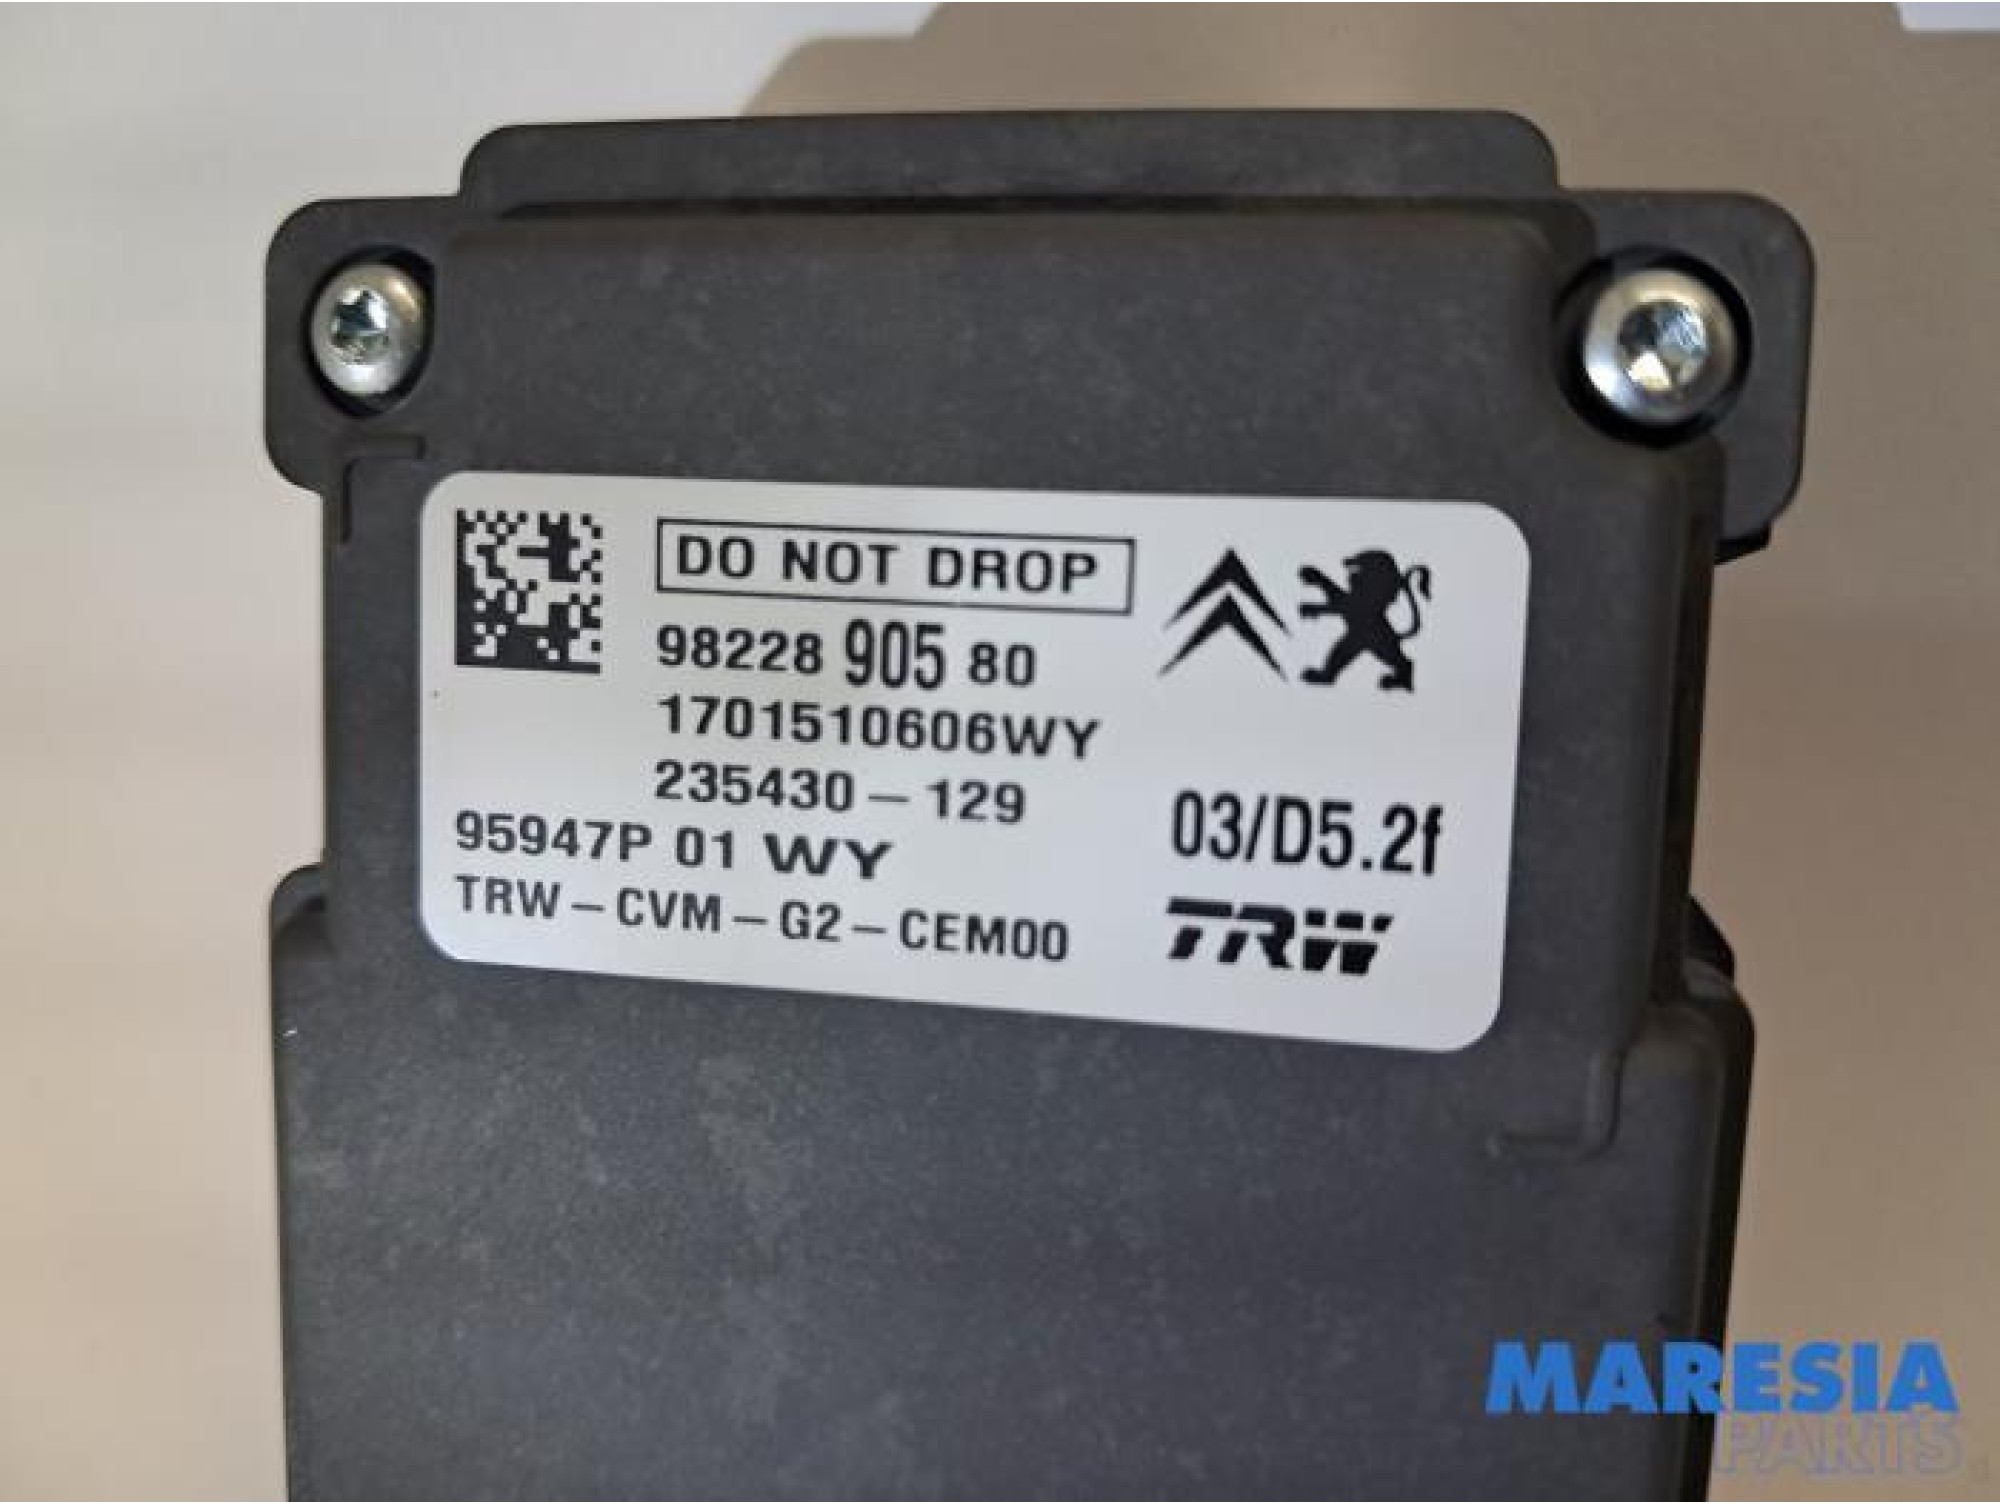 DO NOT DROP
98228 905 80
1701510606WY
235430-129
95947P 01 WY
03/D5.2f
TRW-CVM-G2-CEM00
TRW
MARESIA
PARTS